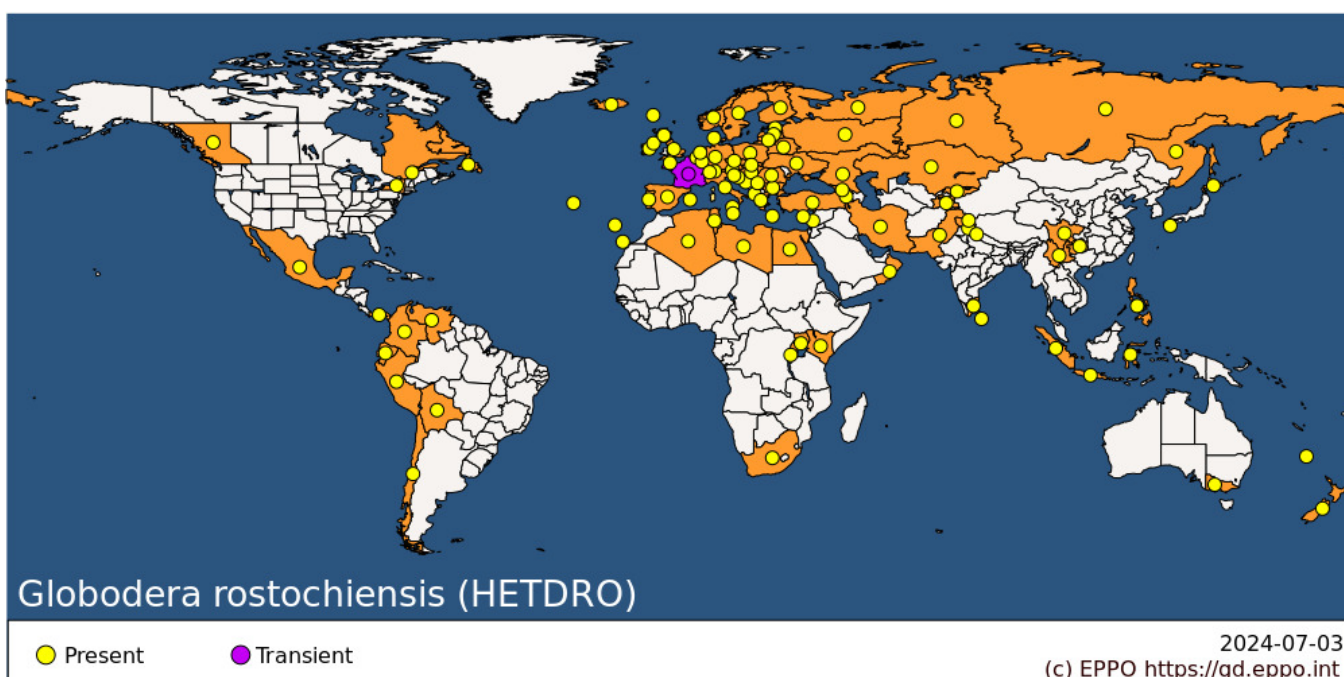 Globodera rostochiensis (HETDRO)
Present
Transient
2024-07-03
(c) EPPO https://gd.eppo.int